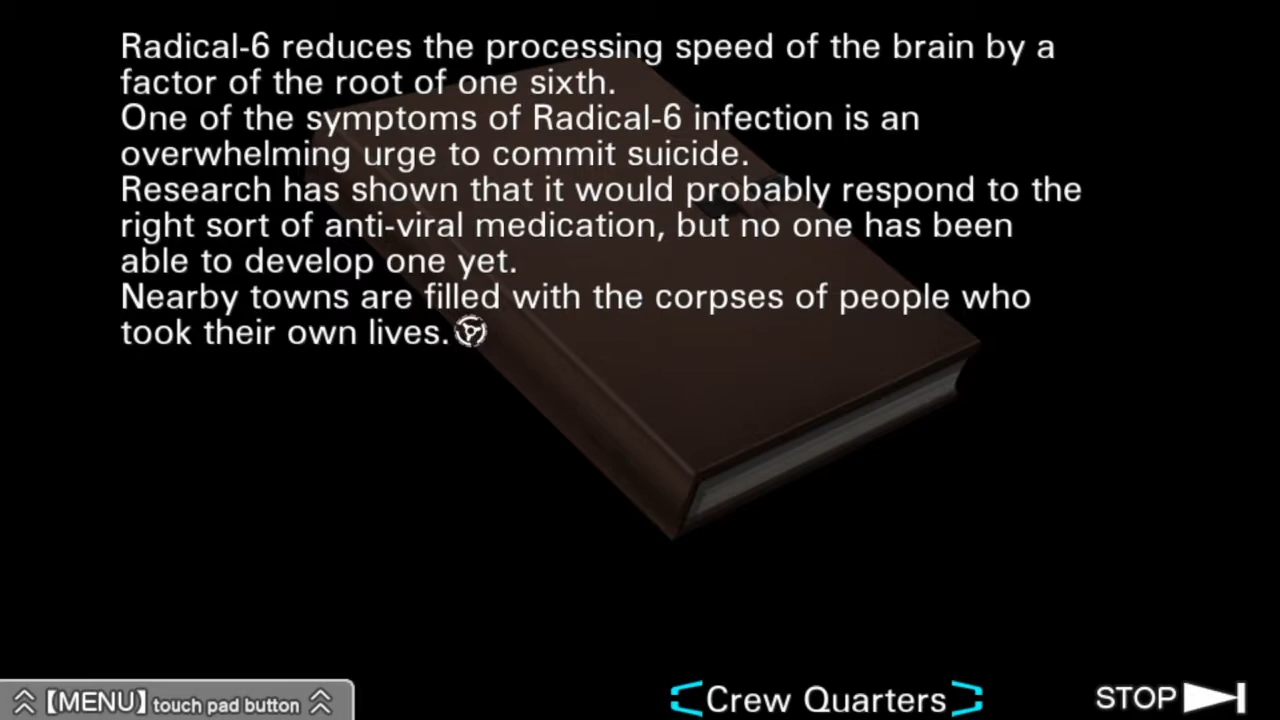 Radical-6 reduces the processing speed of the brain by a
factor of the root of one sixth.
One of the symptoms of Radical-6 infection is an
overwhelming urge to commit suicide.
Research has shown that it would probably respond to the
right sort of anti-viral medication, but no one has been
able to develop one yet.
Nearby towns are filled with the corpses of people who
took their own lives.
【MENU】 touch pad button
Crew Quarters
STOP